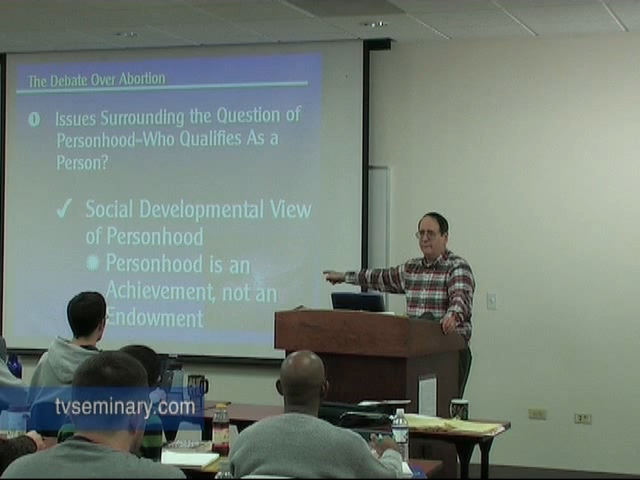 The Debate Over Abortion
1 Issues Surrounding the Question of
Personhood–Who Qualifies As a
Person?
✓ Social Developmental View
of Personhood
Personhood is an
Achievement, not an
Endowment
tvseminary.com